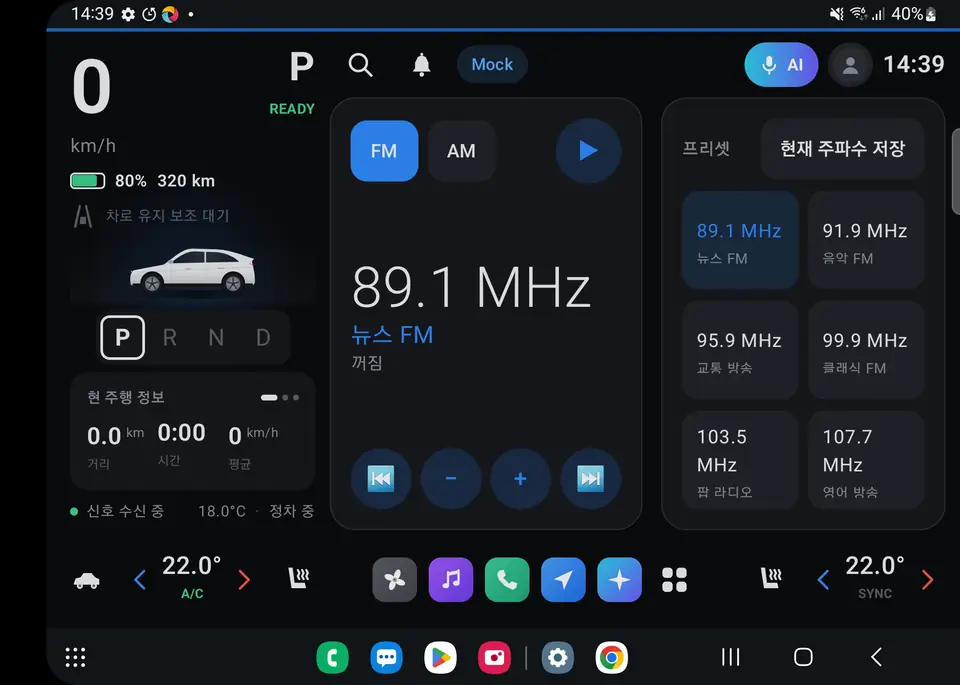 14:39
40%
0
P
READY
km/h
80% 320 km
차로 유지 보조 대기
P R N D
현 주행 정보
0.0 km 0:00 0 km/h
거리 시간 평균
신호 수신 중 18.0°C · 정차 중
Mock
AI
14:39
FM AM
89.1 MHz
뉴스 FM
꺼짐
− +
프리셋 현재 주파수 저장
89.1 MHz
뉴스 FM
91.9 MHz
음악 FM
95.9 MHz
교통 방송
99.9 MHz
클래식 FM
103.5
MHz
팝 라디오
107.7
MHz
영어 방송
22.0°
A/C
22.0°
SYNC